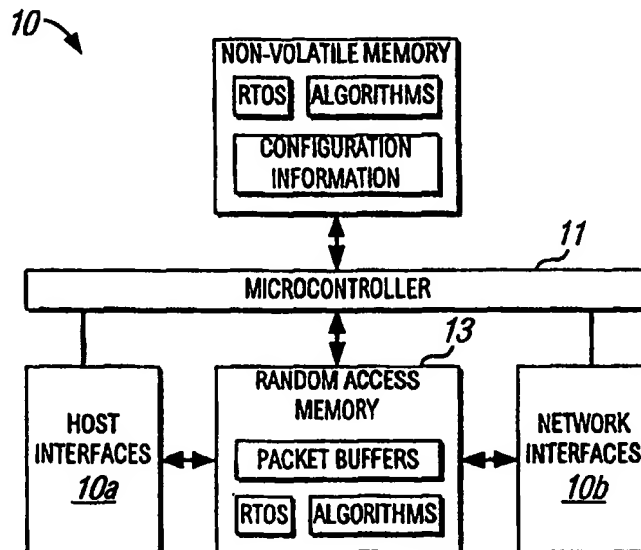 10
NON-VOLATILE MEMORY
RTOS ALGORITHMS
CONFIGURATION
INFORMATION
11
MICROCONTROLLER
13
HOST
INTERFACES
10a
RANDOM ACCESS
MEMORY
PACKET BUFFERS
RTOS ALGORITHMS
NETWORK
INTERFACES
10b